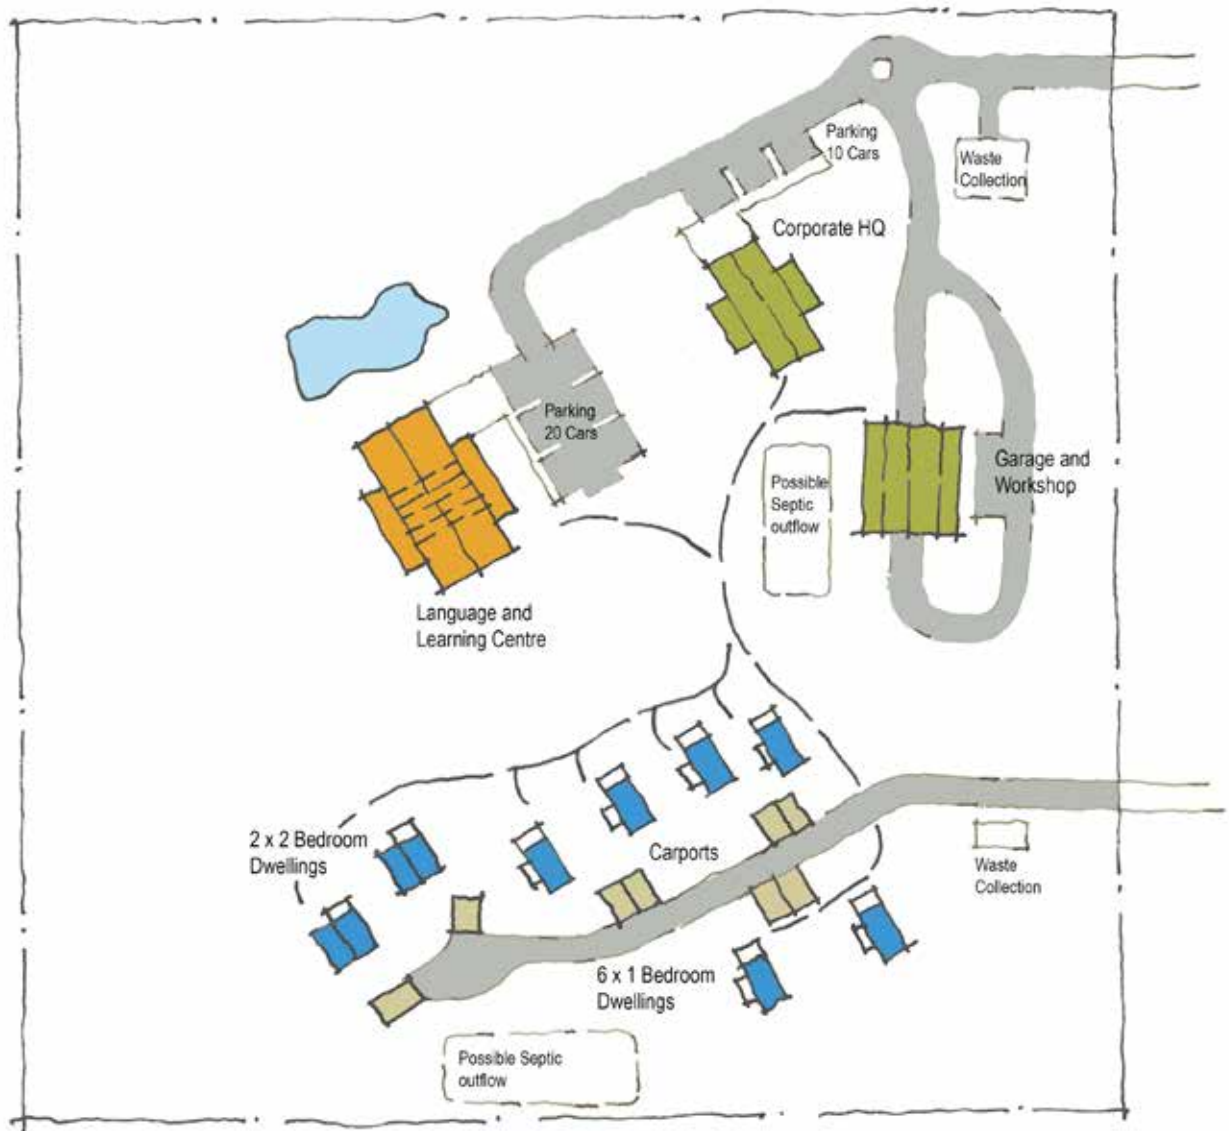 Parking
10 Cars
Waste
Collection
Corporate HQ
Parking
20 Cars
Garage and
Workshop
Possible
Septic
outflow
Language and
Learning Centre
2 x 2 Bedroom
Dwellings
Carports
Waste
Collection
6 x 1 Bedroom
Dwellings
Possible Septic
outflow